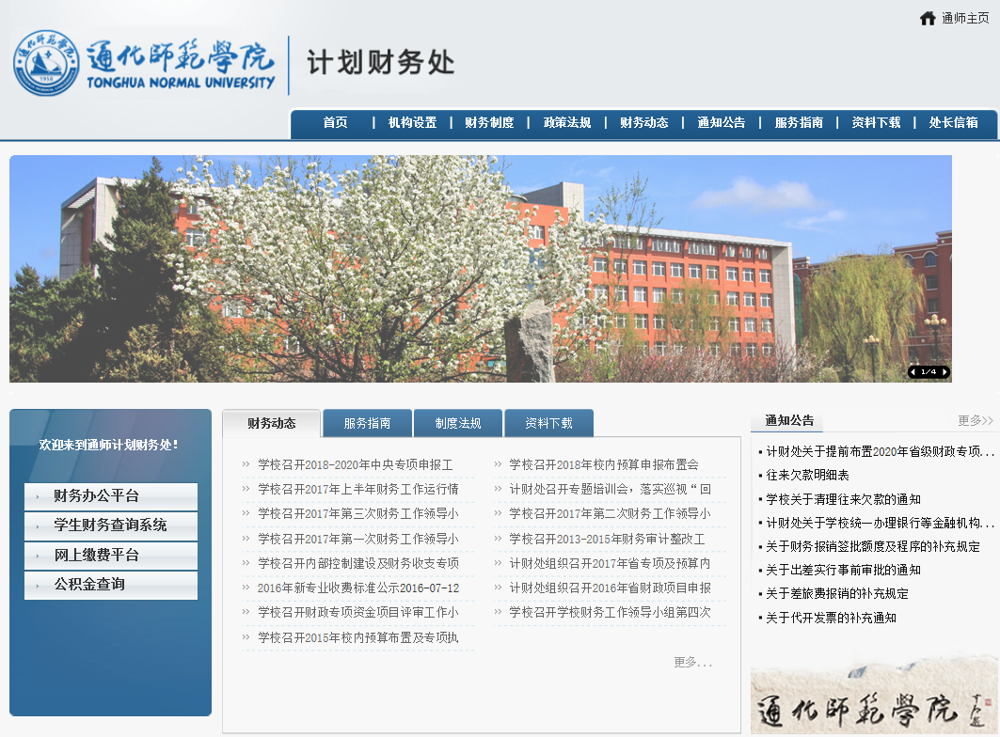 通师主页
通化師範學院
TONGHUA NORMAL UNIVERSITY
1958
计划财务处
首页 | 机构设置 | 财务制度 | 政策法规 | 财务动态 | 通知公告 | 服务指南 | 资料下载 | 处长信箱
1/4
欢迎来到通师计划财务处!
财务办公平台
学生财务查询系统
网上缴费平台
公积金查询
财务动态 服务指南 制度法规 资料下载
学校召开2018-2020年中央专项申报工
学校召开2018年校内预算申报布置会
学校召开2017年上半年财务工作运行情
计财处召开专题培训会，落实巡视“回
学校召开2017年第三次财务工作领导小
学校召开2017年第二次财务工作领导小
学校召开2017年第一次财务工作领导小
学校召开2013-2015年财务审计整改工
学校召开内部控制建设及财务收支专项
计财处组织召开2017年省专项及预算内
2016年新专业收费标准公示2016-07-12
计财处组织召开2016年省财政项目申报
学校召开财政专项资金项目评审工作小
学校召开学校财务工作领导小组第四次
学校召开2015年校内预算布置及专项执
更多...
通知公告 更多>>
计财处关于提前布置2020年省级财政专项...
往来欠款明细表
学校关于清理往来欠款的通知
计财处关于学校统一办理银行等金融机构...
关于财务报销签批额度及程序的补充规定
关于出差实行事前审批的通知
关于差旅费报销的补充规定
关于代开发票的补充通知
通化師範學院